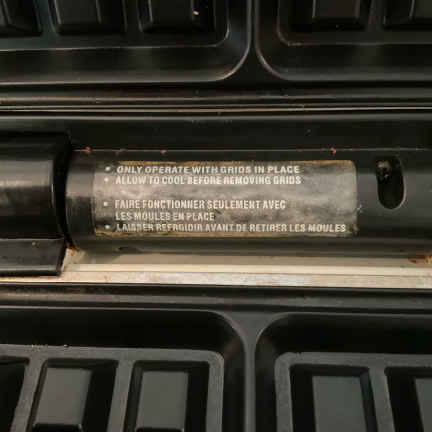 • ONLY OPERATE WITH GRIDS IN PLACE
• ALLOW TO COOL BEFORE REMOVING GRIDS
• FAIRE FONCTIONNER SEULEMENT AVEC
LES MOULES EN PLACE
• LAISSER REFROIDIR AVANT DE RETIRER LES MOULES